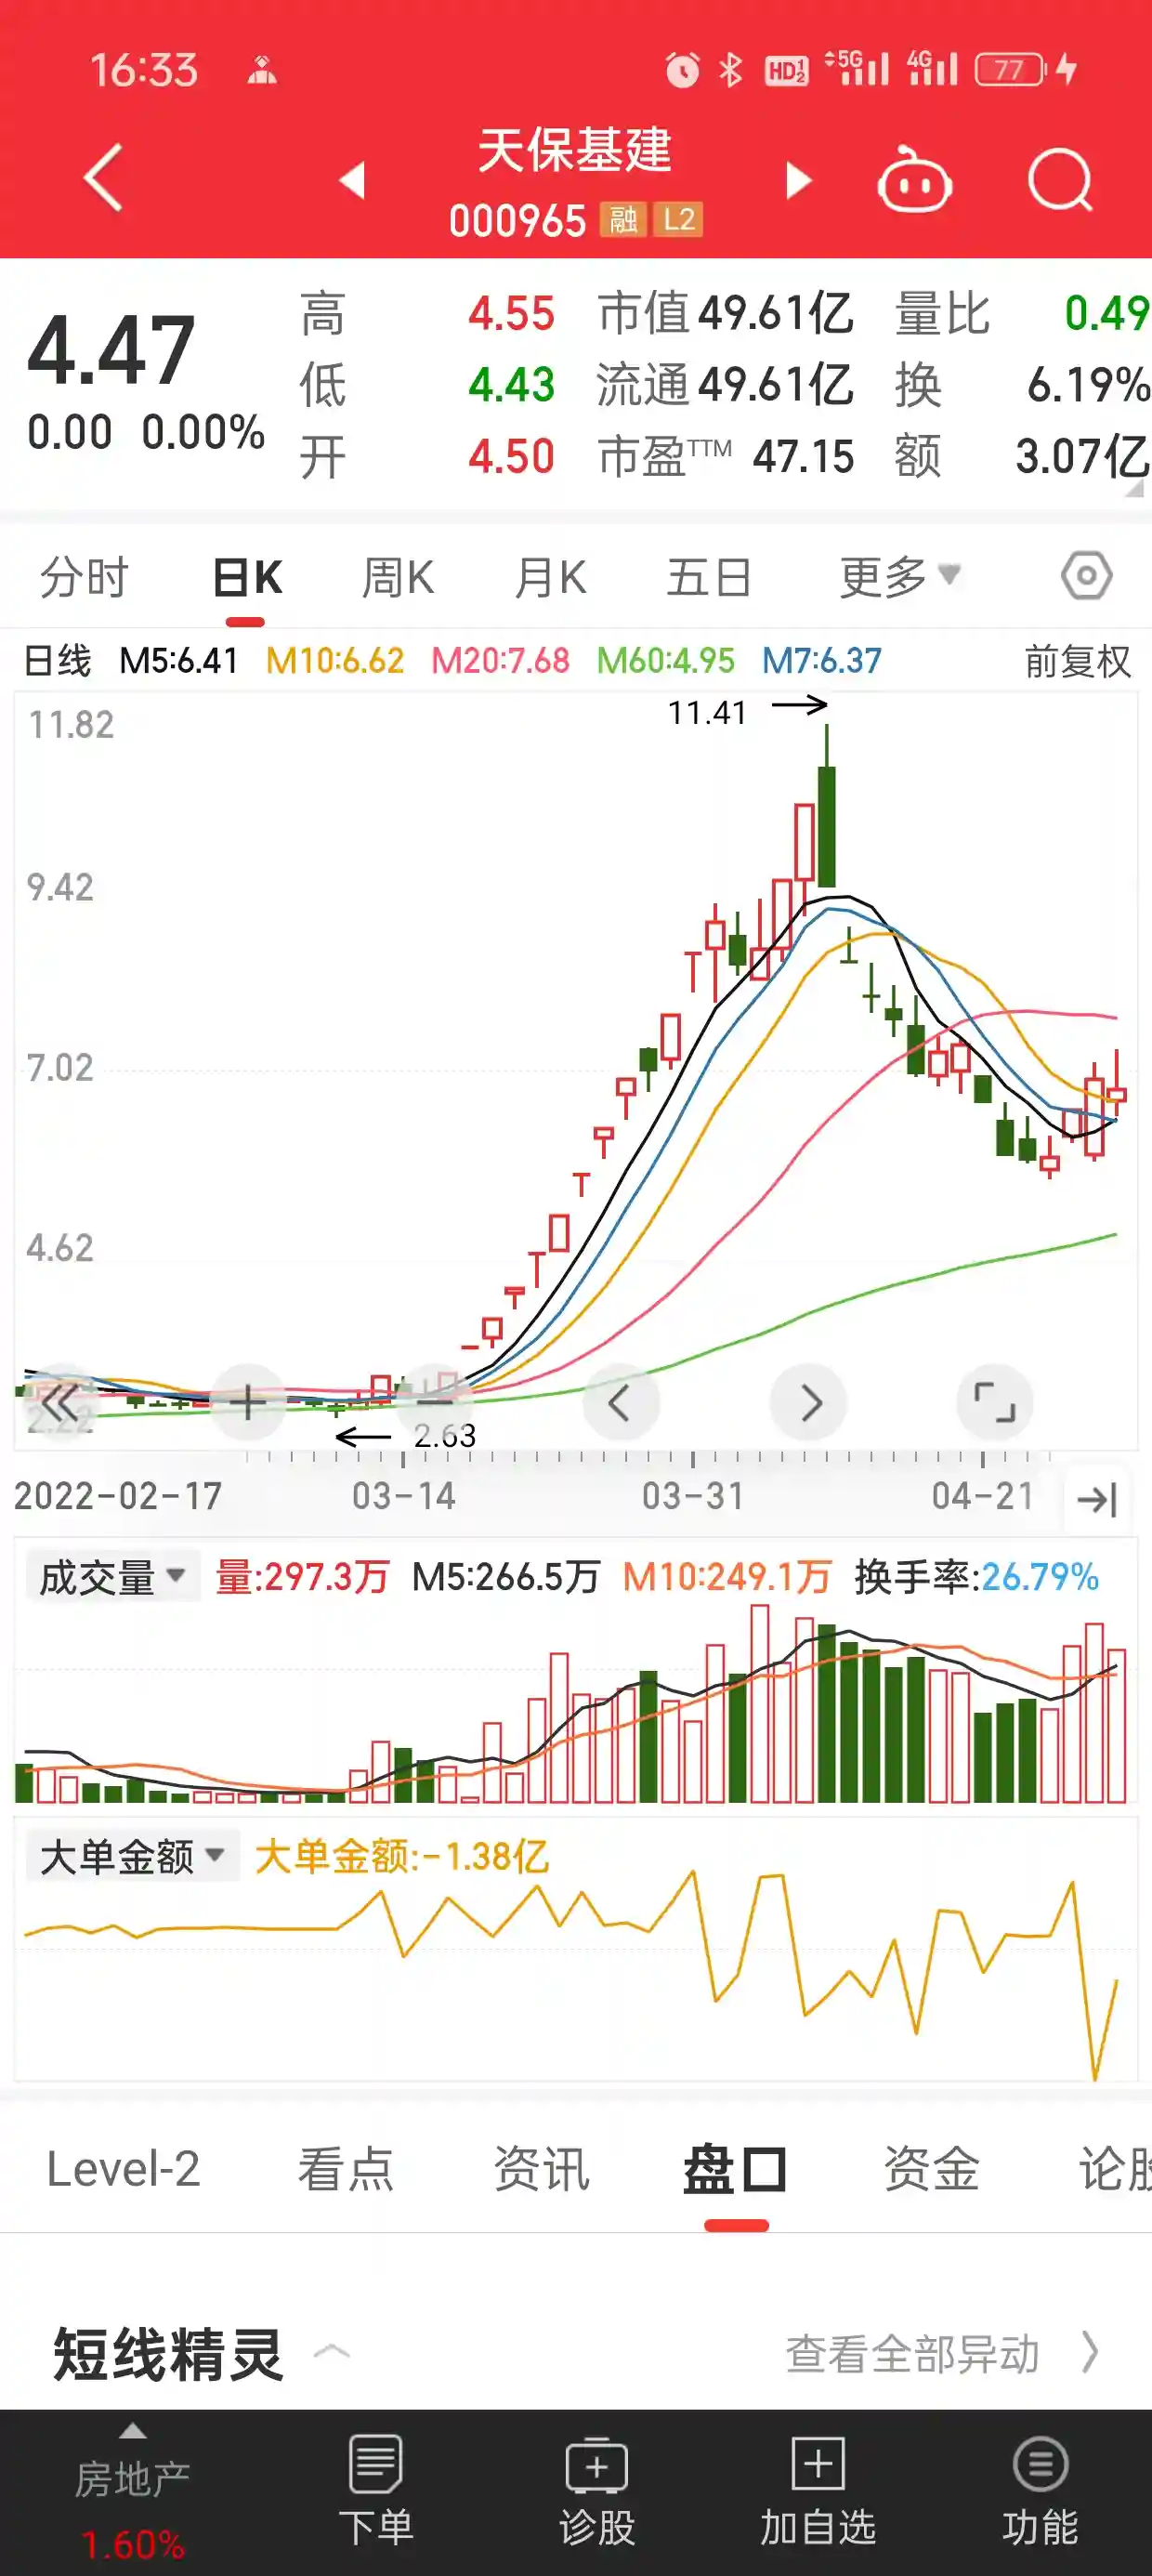 16:33 HD 1 2 5G 4G 77
天保基建
000965 融 L2
4.47
0.00 0.00%
高 4.55 市值 49.61亿 量比 0.49
低 4.43 流通 49.61亿 换 6.19%
开 4.50 市盈TTM 47.15 额 3.07亿
分时 日K 周K 月K 五日 更多
日线 M5:6.41 M10:6.62 M20:7.68 M60:4.95 M7:6.37 前复权
11.41
11.82
9.42
7.02
4.62
2.22
2.63
2022-02-17 03-14 03-31 04-21
成交量 量:297.3万 M5:266.5万 M10:249.1万 换手率:26.79%
大单金额 大单金额:-1.38亿
Level-2 看点 资讯 盘口 资金 论股
短线精灵 查看全部异动
房地产 下单 诊股 加自选 功能
1.60%